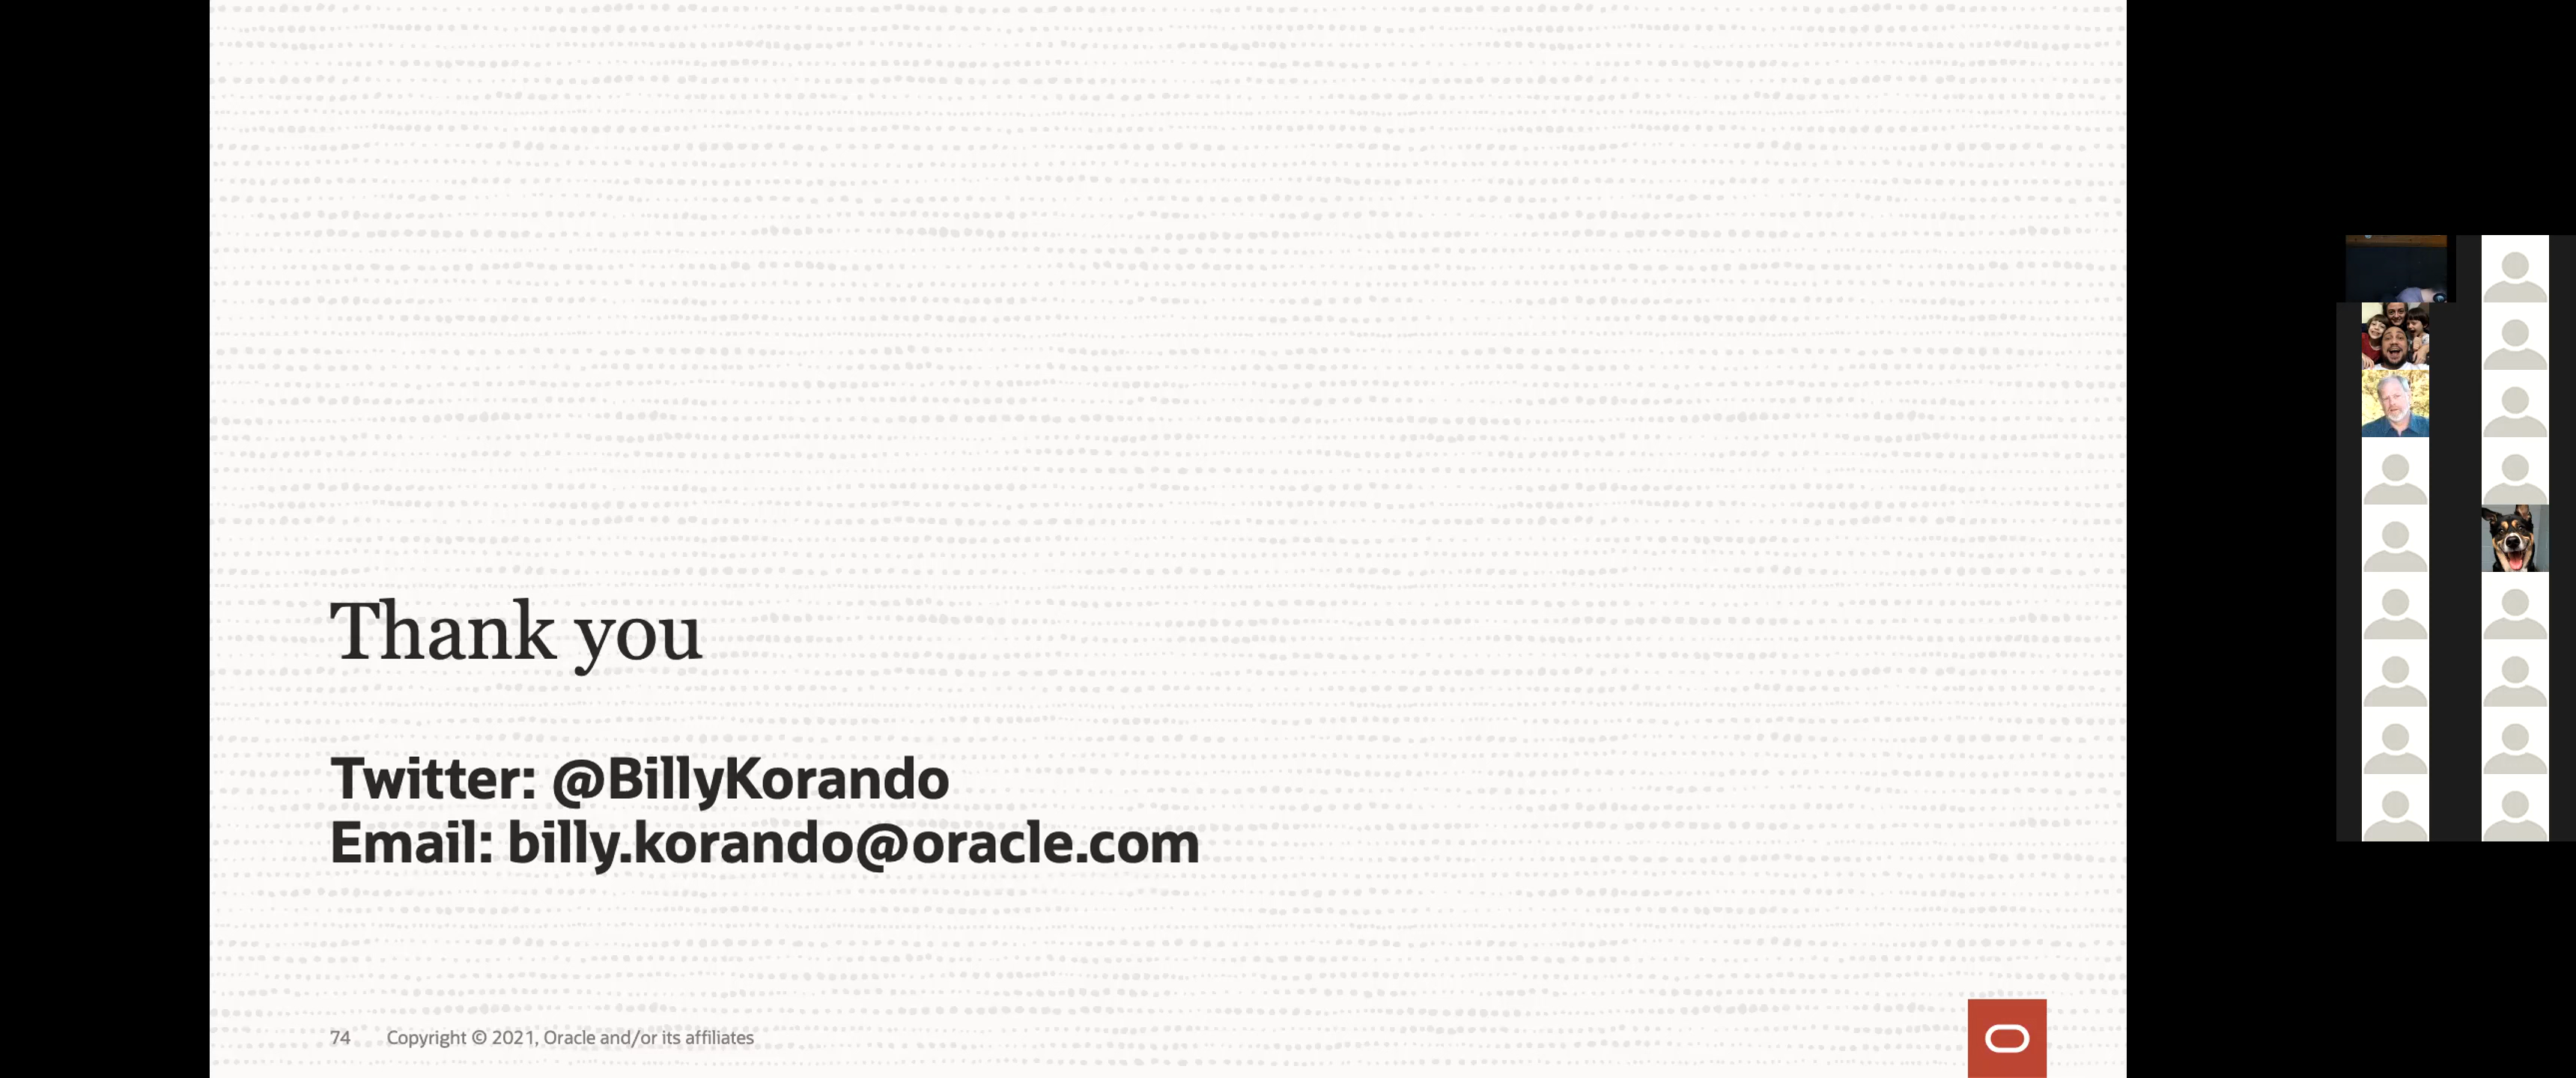 Thank you
Twitter: @BillyKorando
Email: billy.korando@oracle.com
74 Copyright © 2021, Oracle and/or its affiliates